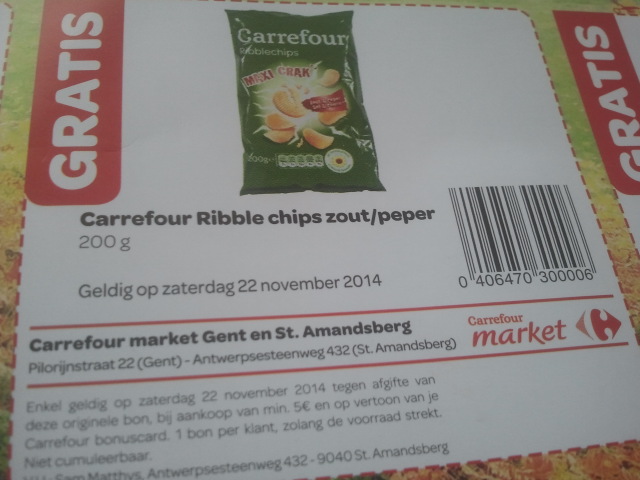 GRATIS
Carrefour
Ribblechips
MAXI CRAK
200g
Carrefour Ribble chips zout/peper
200 g
Geldig op zaterdag 22 november 2014
0 406470 300006
Carrefour market Gent en St. Amandsberg
Pilorijnstraat 22 (Gent) - Antwerpsesteenweg 432 (St. Amandsberg)
Carrefour
market
Enkel geldig op zaterdag 22 november 2014 tegen afgifte van
deze originele bon, bij aankoop van min. 5€ en op vertoon van je
Carrefour bonuscard. 1 bon per klant, zolang de voorraad strekt.
Niet cumuleerbaar.
Sam Matthys, Antwerpsesteenweg 432 - 9040 St. Amandsberg
GRATIS